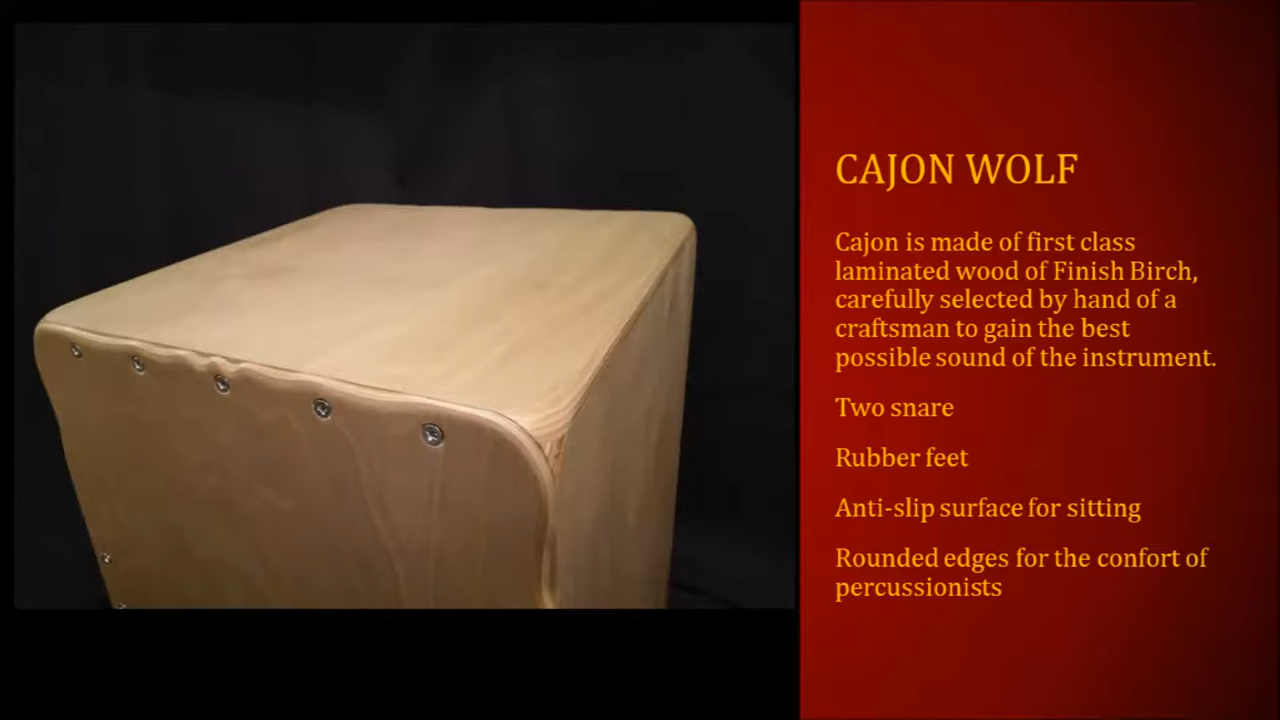 CAJON WOLF
Cajon is made of first class
laminated wood of Finish Birch,
carefully selected by hand of a
craftsman to gain the best
possible sound of the instrument.
Two snare
Rubber feet
Anti-slip surface for sitting
Rounded edges for the confort of
percussionists